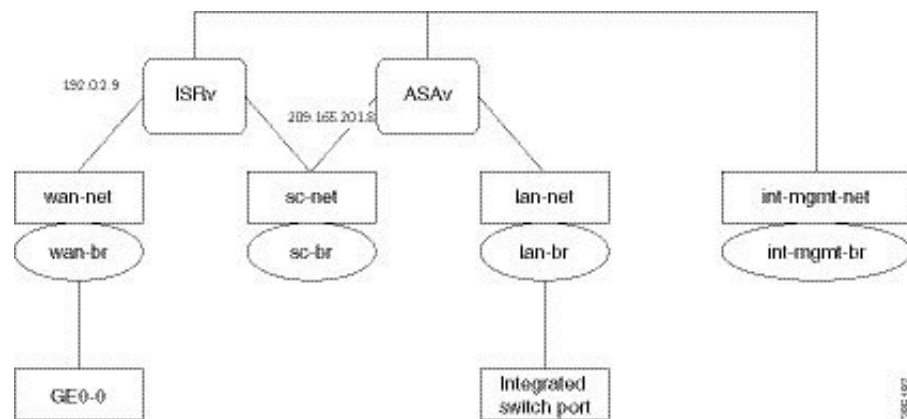 192.0.2.9
ISRv
ASAv
209.165.201.8
wan-net
sc-net
lan-net
int-mgmt-net
wan-br
sc-br
lan-br
int-mgmt-br
GE0-0
Integrated
switch port